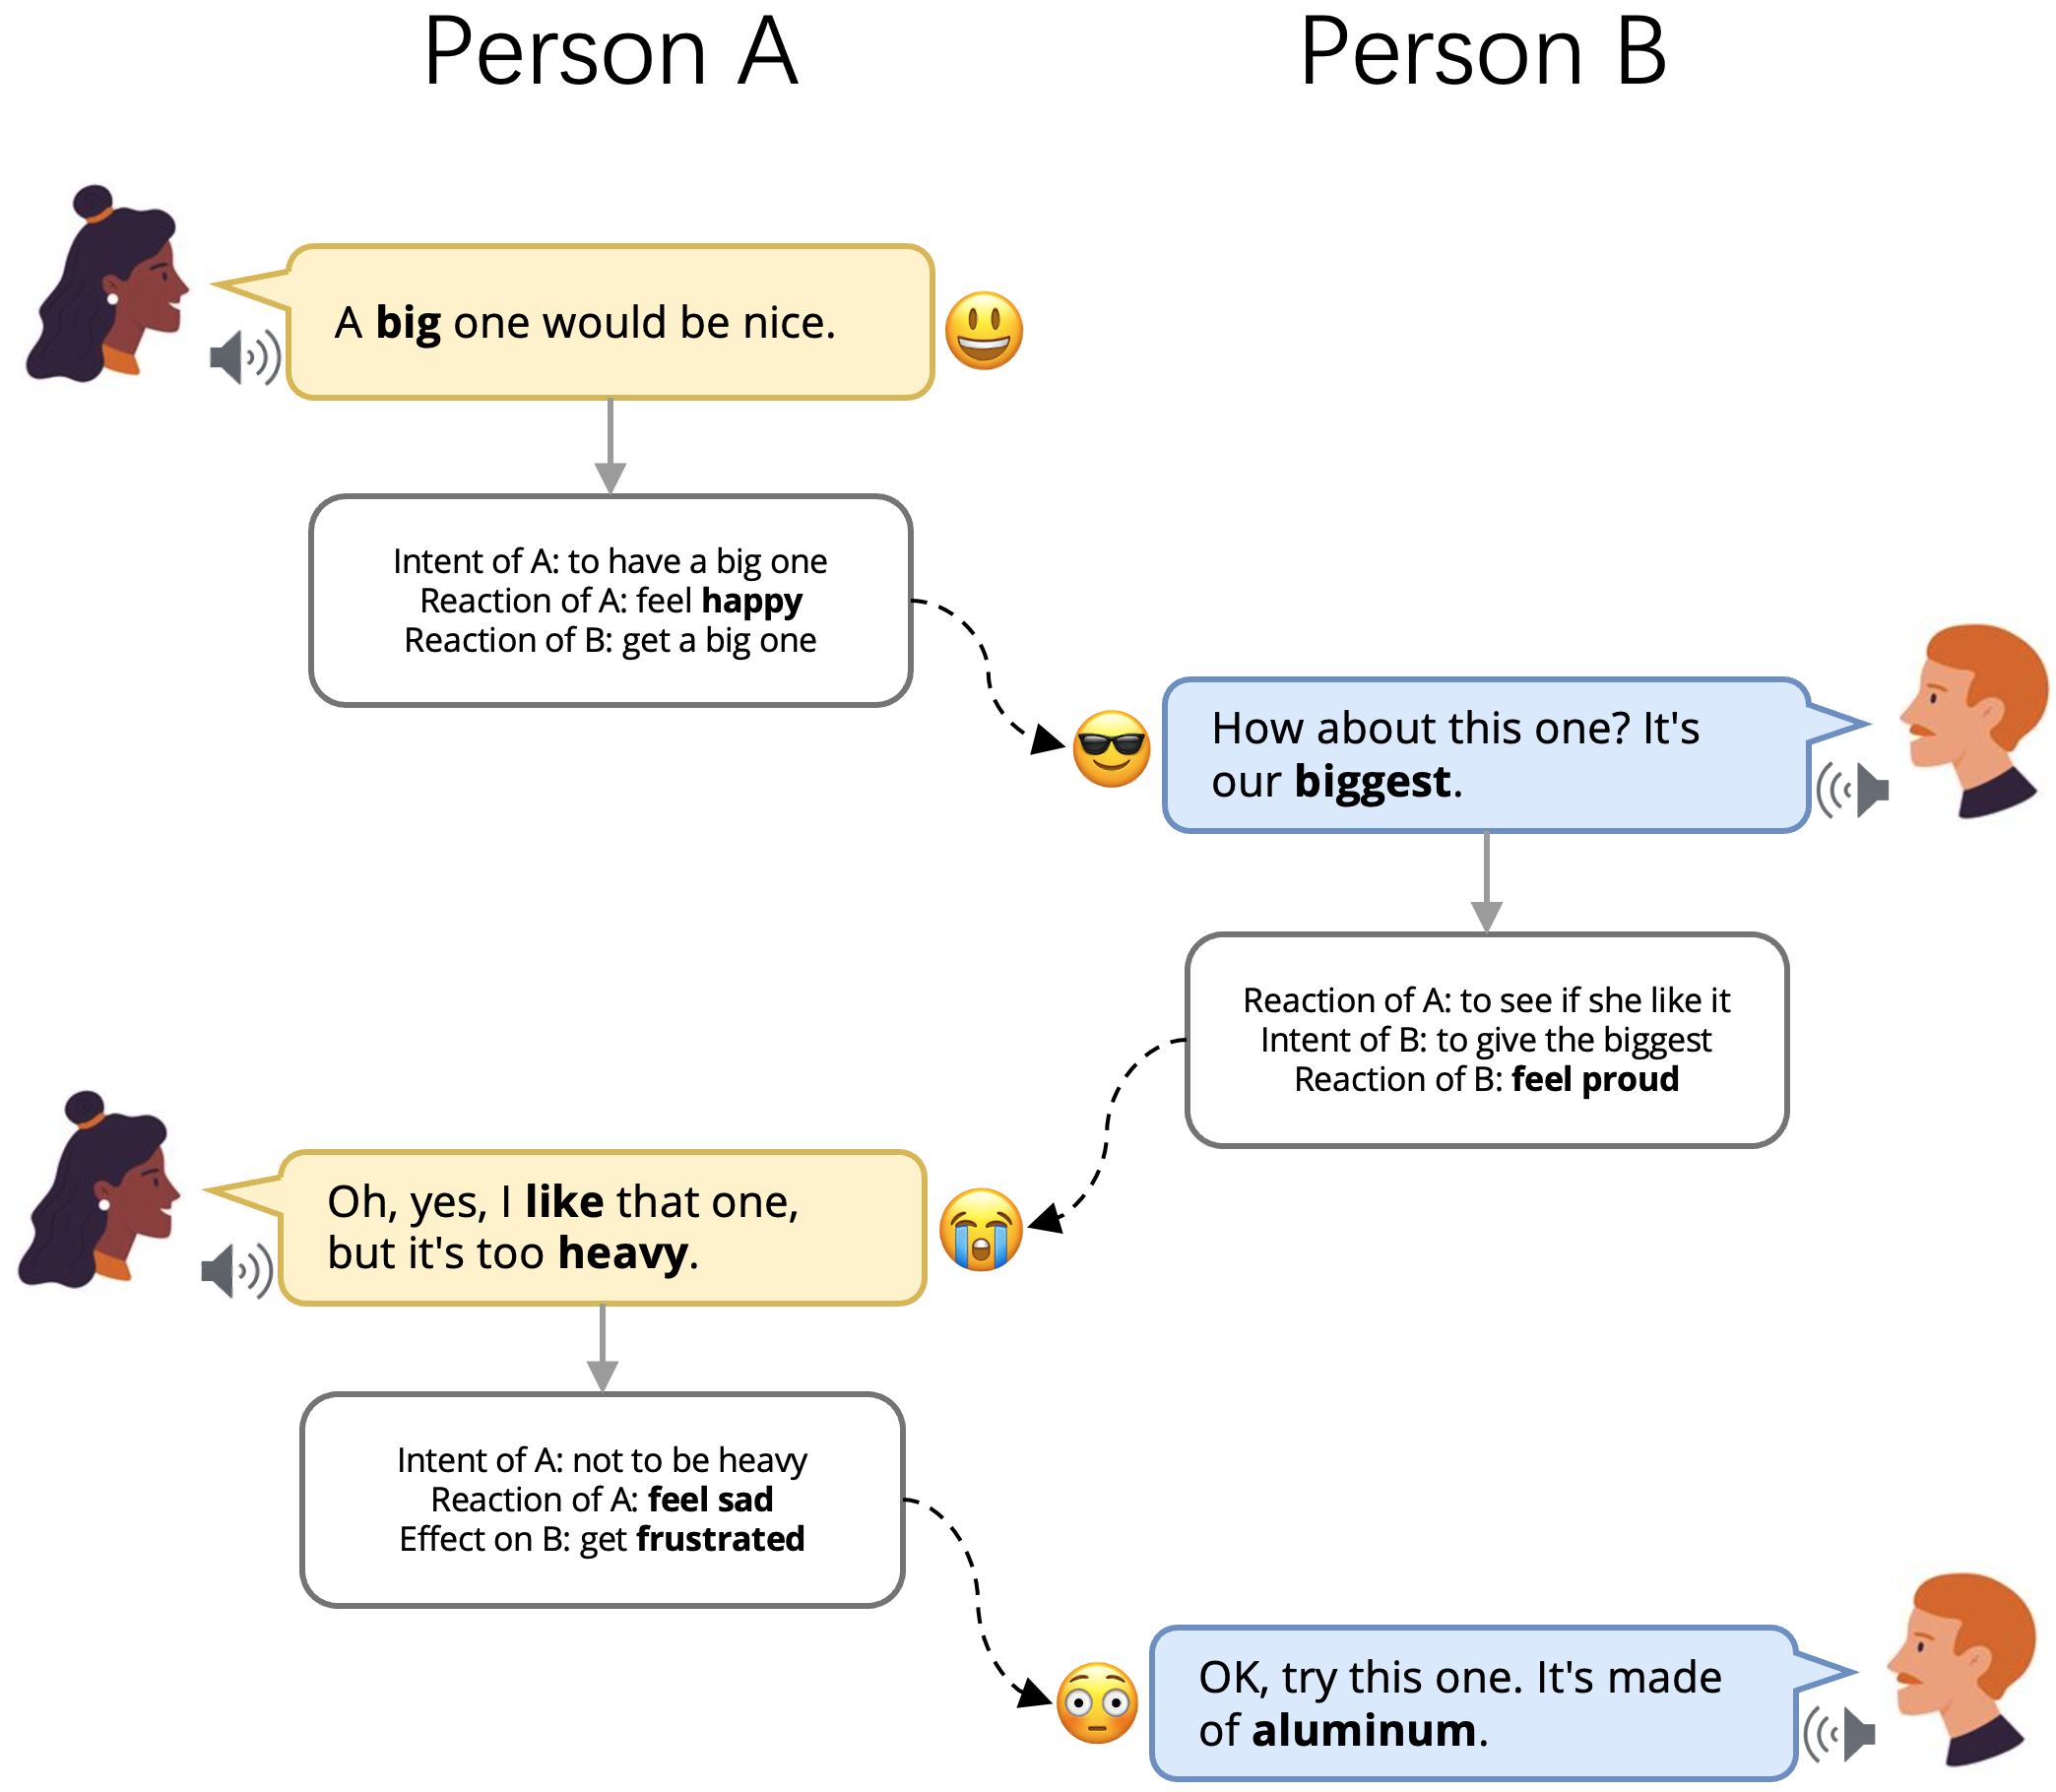 Person A
Person B
A big one would be nice.
Intent of A: to have a big one
Reaction of A: feel happy
Reaction of B: get a big one
How about this one? It's
our biggest.
Reaction of A: to see if she like it
Intent of B: to give the biggest
Reaction of B: feel proud
Oh, yes, I like that one,
but it's too heavy.
Intent of A: not to be heavy
Reaction of A: feel sad
Effect on B: get frustrated
OK, try this one. It's made
of aluminum.